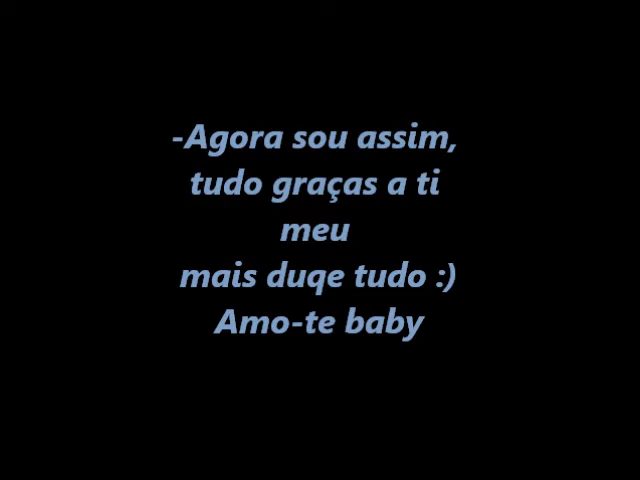 -Agora sou assim,
tudo graças a ti
meu
mais duqe tudo :)
Amo-te baby